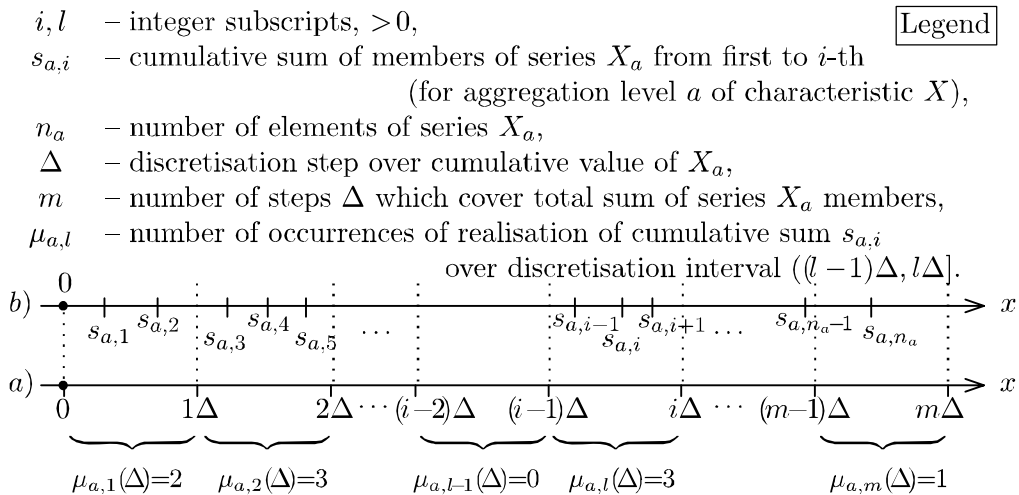 Legend
i, l – integer subscripts, >0,
s_{a,i} – cumulative sum of members of series X_a from first to i-th
(for aggregation level a of characteristic X),
n_a – number of elements of series X_a,
Δ – discretisation step over cumulative value of X_a,
m – number of steps Δ which cover total sum of series X_a members,
μ_{a,l} – number of occurrences of realisation of cumulative sum s_{a,i}
over discretisation interval ((l−1)Δ, lΔ].
0
b) x
s_{a,1} s_{a,2} s_{a,3} s_{a,4} s_{a,5} ... s_{a,i−1} s_{a,i} s_{a,i+1} ... s_{a,n_a−1} s_{a,n_a}
a) x
0 1Δ 2Δ ··· (i−2)Δ (i−1)Δ iΔ ··· (m−1)Δ mΔ
μ_{a,1}(Δ)=2 μ_{a,2}(Δ)=3 μ_{a,l−1}(Δ)=0 μ_{a,l}(Δ)=3 μ_{a,m}(Δ)=1